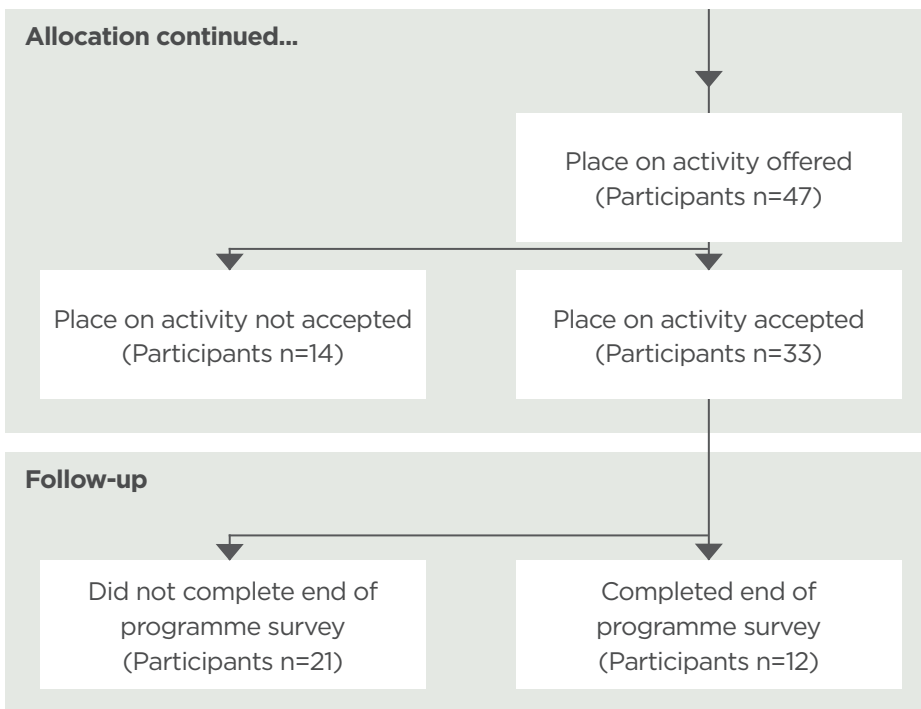 Allocation continued...
Place on activity offered
(Participants n=47)
Place on activity not accepted
(Participants n=14)
Place on activity accepted
(Participants n=33)
Follow-up
Did not complete end of
programme survey
(Participants n=21)
Completed end of
programme survey
(Participants n=12)